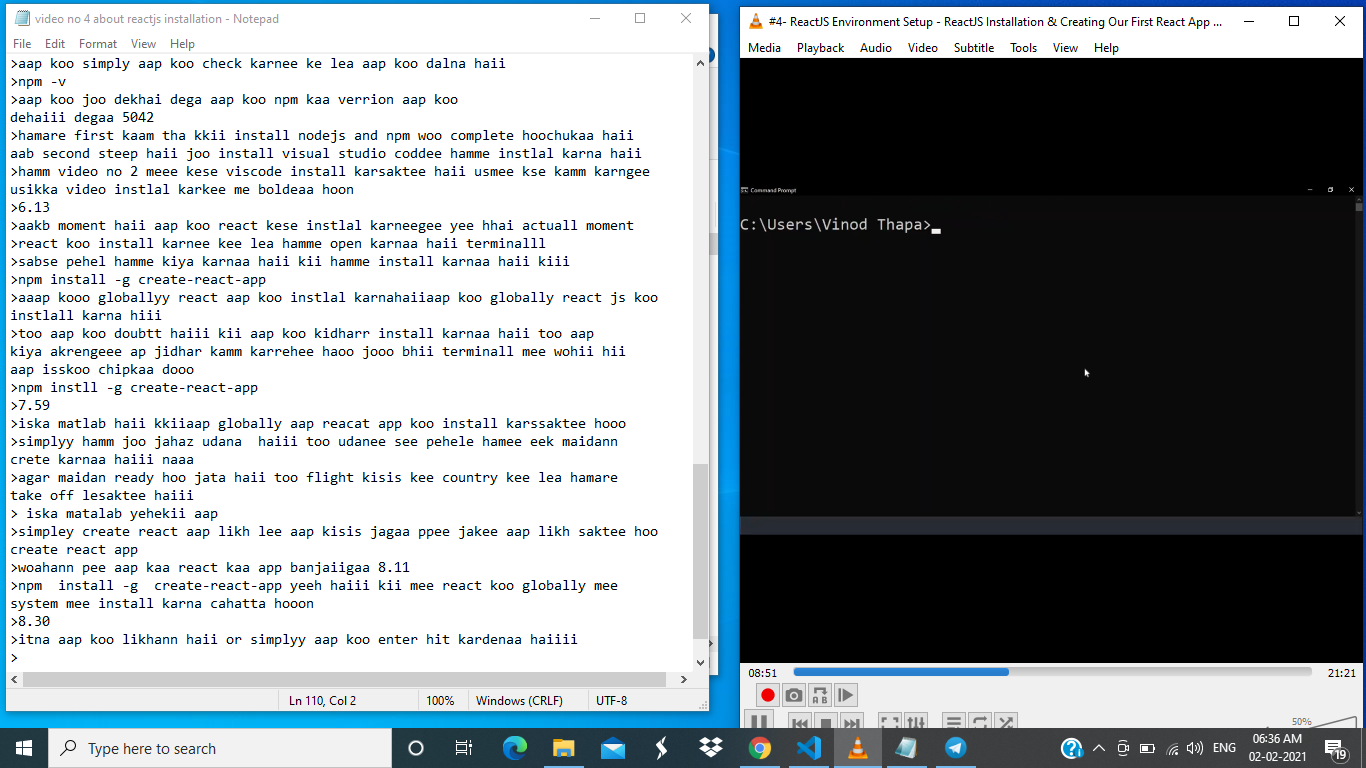 video no 4 about reactjs installation - Notepad
File Edit Format View Help
>aap koo simply aap koo check karnee ke lea aap koo dalna haii
>npm -v
>aap koo joo dekhai dega aap koo npm kaa verrion aap koo
dehaiii degaa 5042
>hamare first kaam tha kkii install nodejs and npm woo complete hoochukaa haii
aab second steep haii joo install visual studio coddee hamme instlal karna haii
>hamm video no 2 meee kese viscode install karsaktee haii usmee kse kamm karngee
usikka video instlal karkee me boldeaa hoon
>6.13
>aakb moment haii aap koo react kese instlal karneegee yee hhai actuall moment
>react koo install karnee kee lea hamme open karnaa haii terminalll
>sabse pehel hamme kiya karnaa haii kii hamme install karnaa haii kiii
>npm install -g create-react-app
>aaap kooo globallyy react aap koo instlal karnahaiiaap koo globally react js koo
instlall karna hiii
>too aap koo doubtt haiii kii aap koo kidharr install karnaa haii too aap
kiya akrengeee ap jidhar kamm karrehee haoo jooo bhii terminall mee wohii hii
aap isskoo chipkaa dooo
>npm instll -g create-react-app
>7.59
>iska matlab haii kkiiaap globally aap reacat app koo install karssaktee hooo
>simplyy hamm joo jahaz udana  haiii too udanee see pehele hamee eek maidann
crete karnaa haiii naaa
>agar maidan ready hoo jata haii too flight kisis kee country kee lea hamare
take off lesaktee haiii
> iska matalab yehekii aap
>simpley create react aap likh lee aap kisis jagaa ppee jakee aap likh saktee hoo
create react app
>woahann pee aap kaa react kaa app banjaiigaa 8.11
>npm  install -g  create-react-app yeeh haiii kii mee react koo globally mee
system mee install karna cahatta hooon
>8.30
>itna aap koo likhann haii or simplyy aap koo enter hit kardenaa haiiii
>
Ln 110, Col 2 100% Windows (CRLF) UTF-8
#4- ReactJS Environment Setup - ReactJS Installation & Creating Our First React App ...
Media Playback Audio Video Subtitle Tools View Help
Command Prompt
C:\Users\Vinod Thapa>
08:51 21:21
A B
50%
Type here to search
ENG
06:36 AM
02-02-2021
19